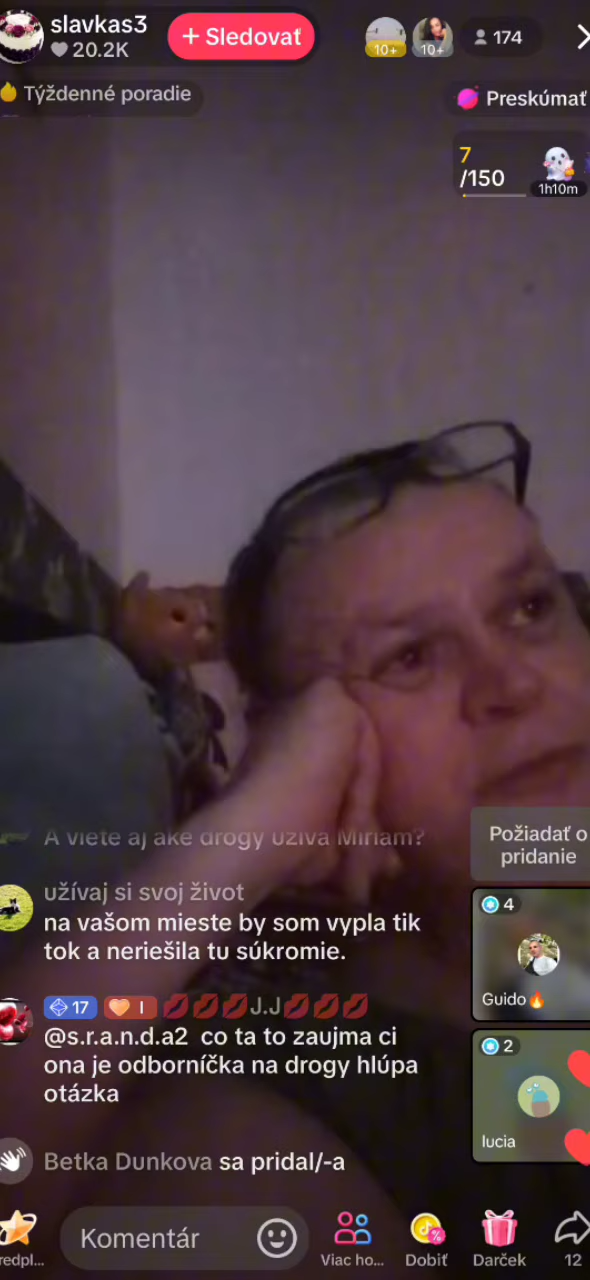 slavkas3
20.2K
+ Sledovať
10+
10+
174
Týždenné poradie
Preskúmať
7
/150
1h10m
A viete aj aké drogy užíva Miriam?
užívaj si svoj život
na vašom mieste by som vypla tik
tok a neriešila tu súkromie.
17
I
J.J
@s.r.a.n.d.a2 co ta to zaujma ci
ona je odborníčka na drogy hlúpa
otázka
Betka Dunkova sa pridal/-a
Požiadať o
pridanie
4
Guido
2
lucia
Komentár
redpl...
Viac ho...
Dobiť
Darček
12